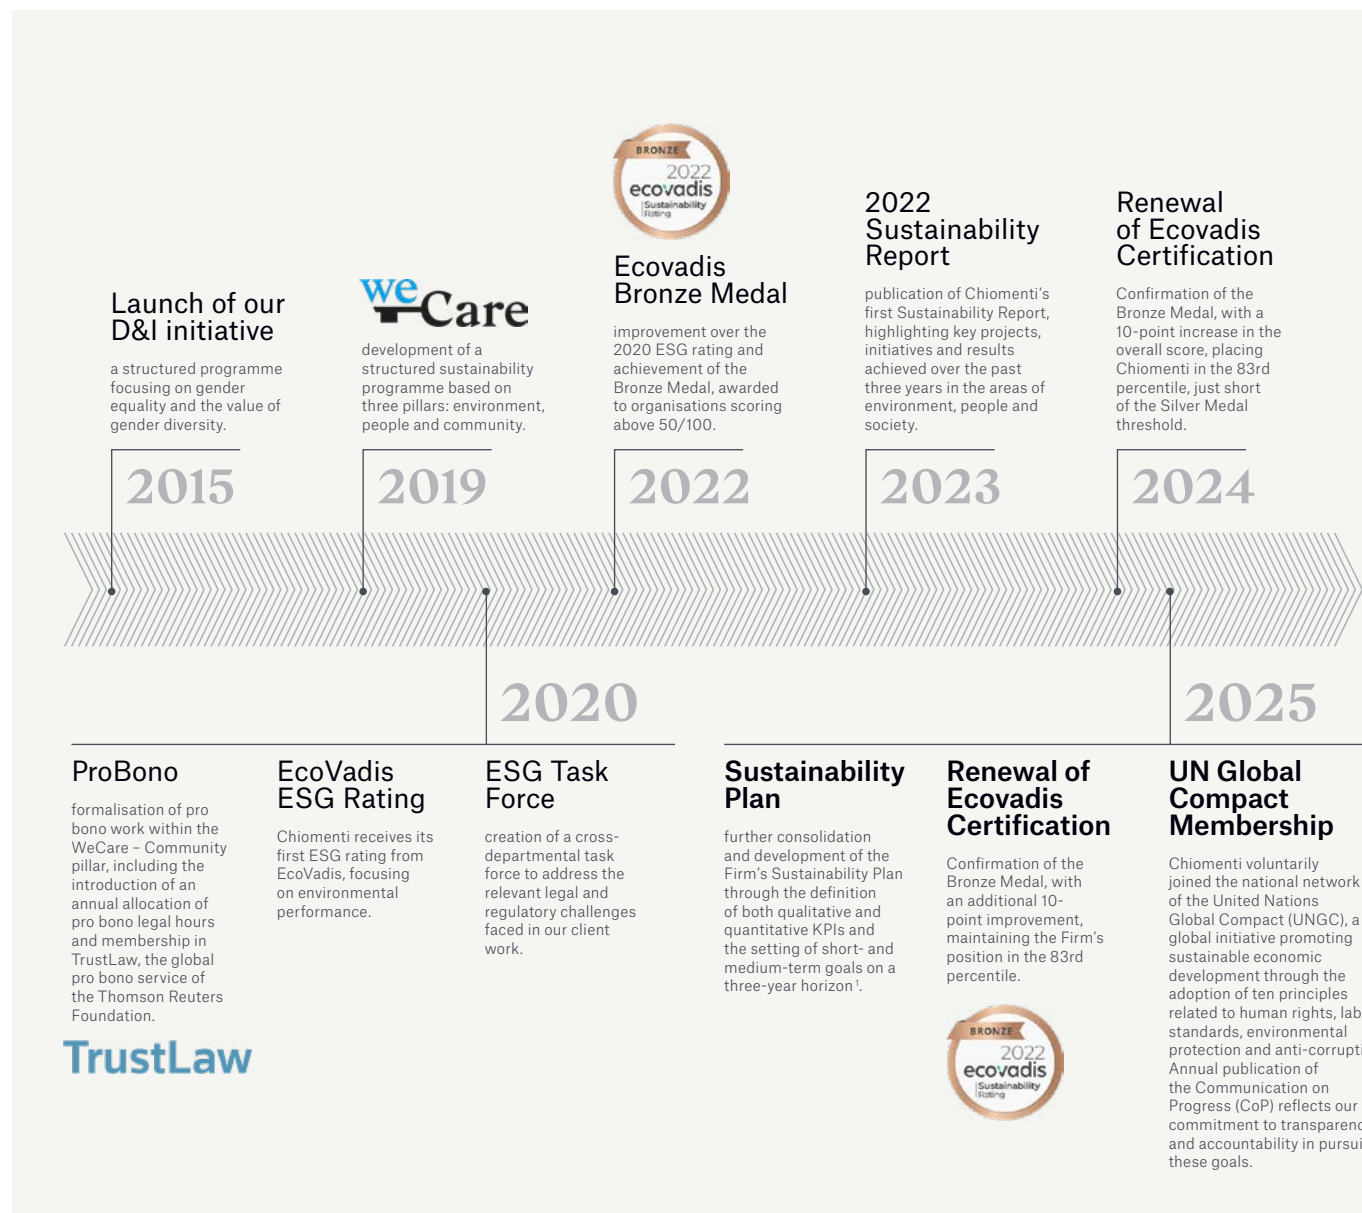 Launch of our
D&I initiative
a structured programme
focusing on gender
equality and the value of
gender diversity.
2015
weCare
development of a
structured sustainability
programme based on
three pillars: environment,
people and community.
2019
BRONZE
2022
ecovadis
Sustainability
Rating
Ecovadis
Bronze Medal
improvement over the
2020 ESG rating and
achievement of the
Bronze Medal, awarded
to organisations scoring
above 50/100.
2022
2022
Sustainability
Report
publication of Chiomenti’s
first Sustainability Report,
highlighting key projects,
initiatives and results
achieved over the past
three years in the areas of
environment, people and
society.
2023
Renewal
of Ecovadis
Certification
Confirmation of the
Bronze Medal, with a
10-point increase in the
overall score, placing
Chiomenti in the 83rd
percentile, just short
of the Silver Medal
threshold.
2024
2020
ProBono
formalisation of pro
bono work within the
WeCare – Community
pillar, including the
introduction of an
annual allocation of
pro bono legal hours
and membership in
TrustLaw, the global
pro bono service of
the Thomson Reuters
Foundation.
TrustLaw
EcoVadis
ESG Rating
Chiomenti receives its
first ESG rating from
EcoVadis, focusing
on environmental
performance.
ESG Task
Force
creation of a cross-
departmental task
force to address the
relevant legal and
regulatory challenges
faced in our client
work.
2025
Sustainability
Plan
further consolidation
and development of the
Firm’s Sustainability Plan
through the definition
of both qualitative and
quantitative KPIs and
the setting of short- and
medium-term goals on a
three-year horizon¹.
Renewal of
Ecovadis
Certification
Confirmation of the
Bronze Medal, with
an additional 10-
point improvement,
maintaining the Firm’s
position in the 83rd
percentile.
BRONZE
2022
ecovadis
Sustainability
Rating
UN Global
Compact
Membership
Chiomenti voluntarily
joined the national network
of the United Nations
Global Compact (UNGC), a
global initiative promoting
sustainable economic
development through the
adoption of ten principles
related to human rights,
standards, environmental
protection and
Annual publication of
the Communication on
Progress (CoP) reflects our
commitment to
and accountability in
these goals.